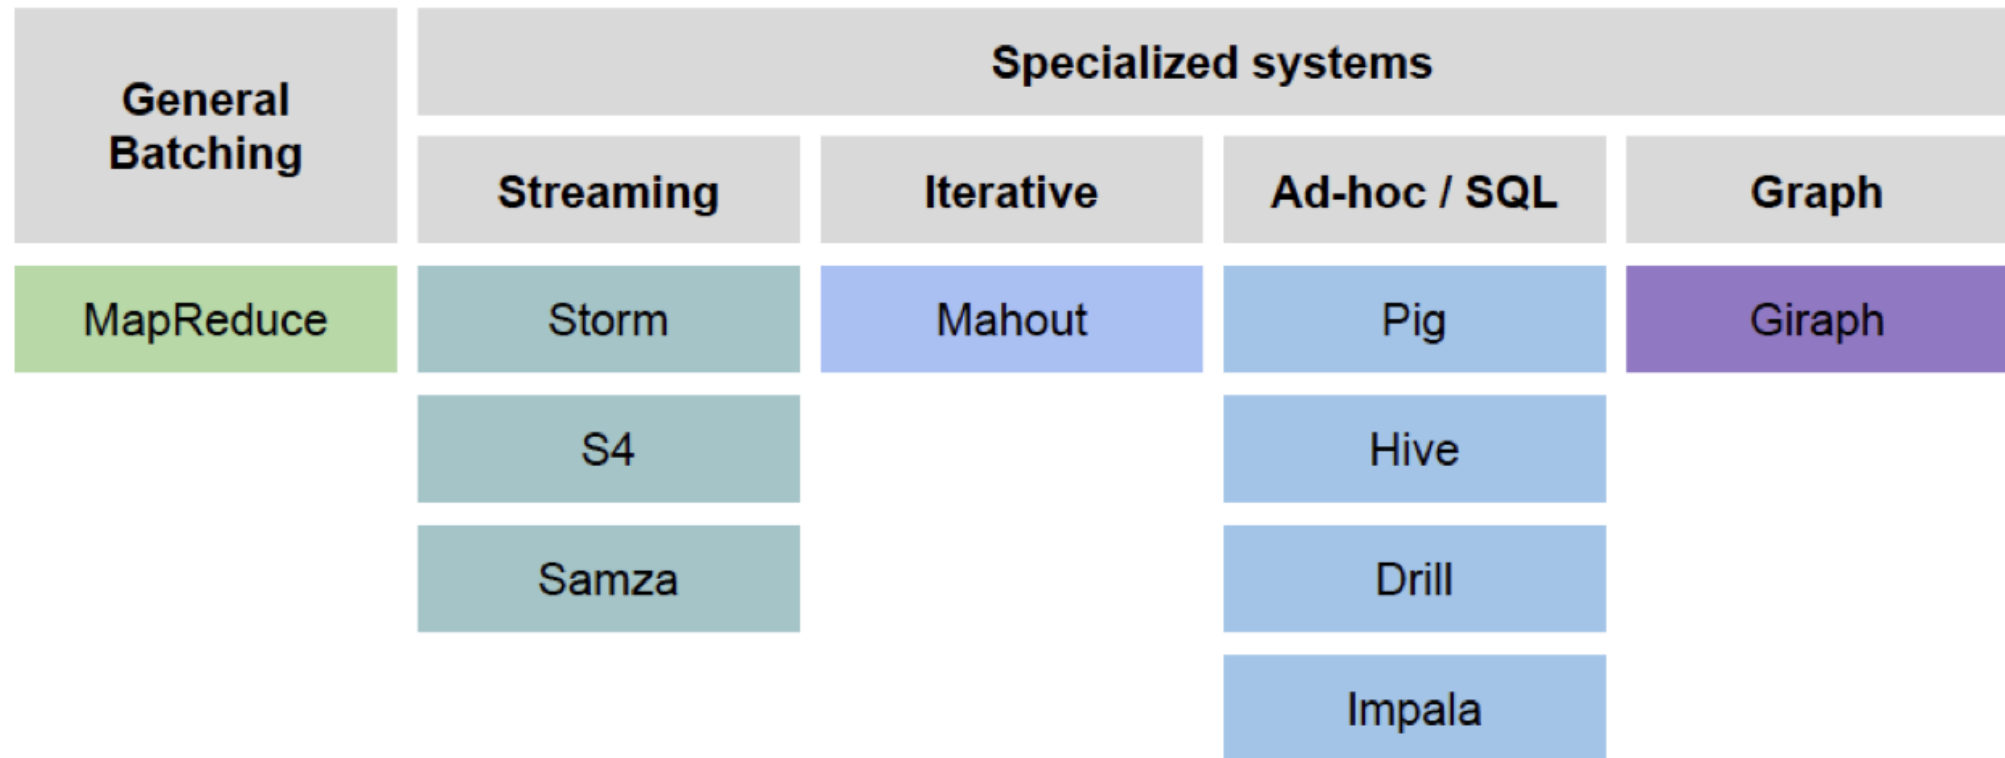 General
Batching
Specialized systems
Streaming
Iterative
Ad-hoc / SQL
Graph
MapReduce
Storm
Mahout
Pig
Giraph
S4
Hive
Samza
Drill
Impala